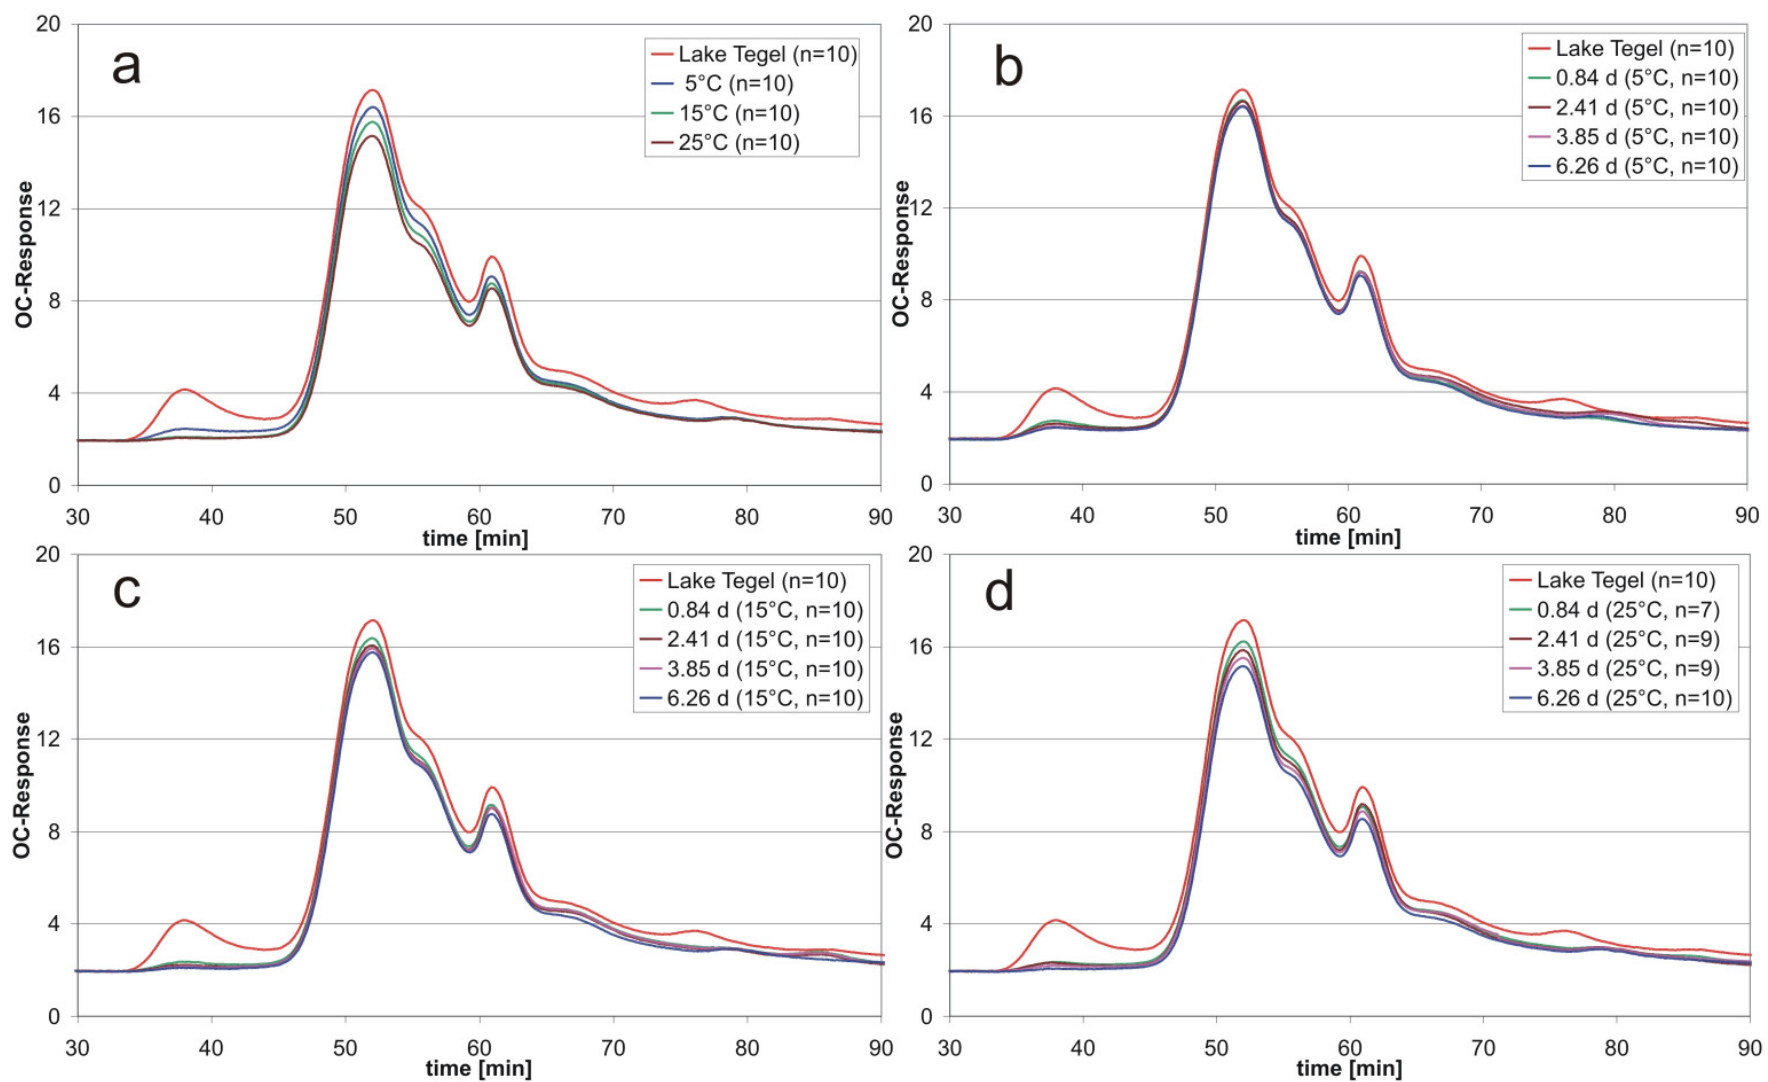 a
20
16
12
8
4
0
OC-Response
Lake Tegel (n=10)
5°C (n=10)
15°C (n=10)
25°C (n=10)
30 40 50 60 70 80 90
time [min]
b
20
16
12
8
4
0
OC-Response
Lake Tegel (n=10)
0.84 d (5°C, n=10)
2.41 d (5°C, n=10)
3.85 d (5°C, n=10)
6.26 d (5°C, n=10)
30 40 50 60 70 80 90
time [min]
c
20
16
12
8
4
0
OC-Response
Lake Tegel (n=10)
0.84 d (15°C, n=10)
2.41 d (15°C, n=10)
3.85 d (15°C, n=10)
6.26 d (15°C, n=10)
30 40 50 60 70 80 90
time [min]
d
20
16
12
8
4
0
OC-Response
Lake Tegel (n=10)
0.84 d (25°C, n=7)
2.41 d (25°C, n=9)
3.85 d (25°C, n=9)
6.26 d (25°C, n=10)
30 40 50 60 70 80 90
time [min]